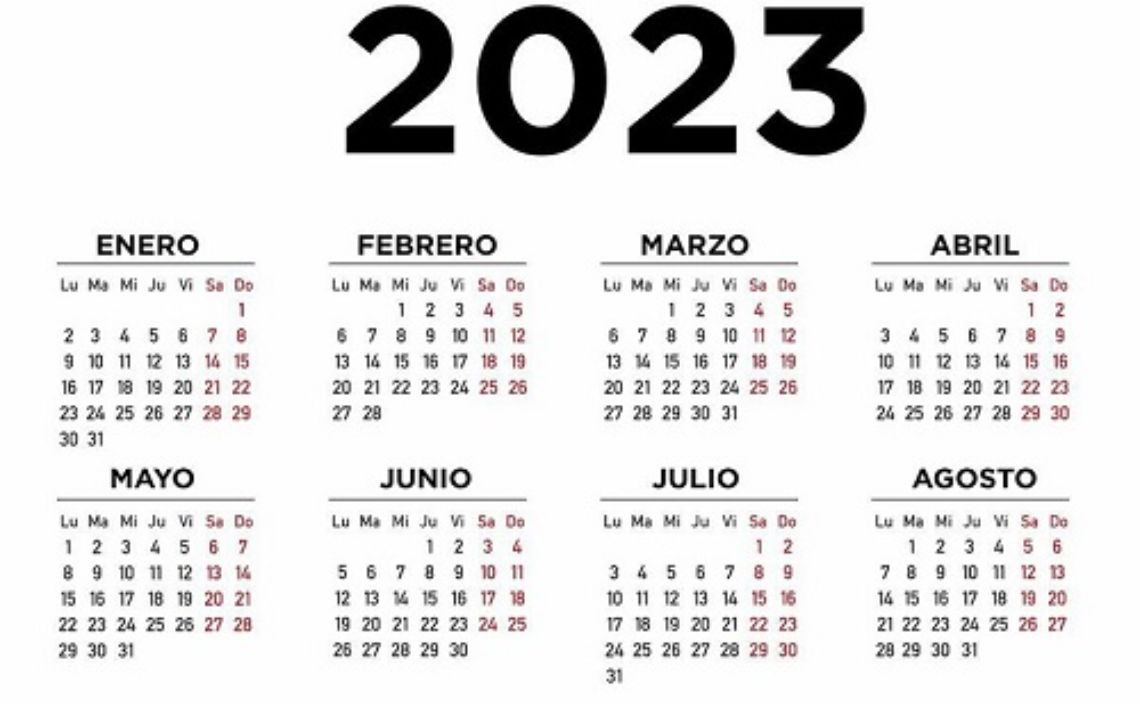 2023
ENERO
Lu Ma Mi Ju Vi Sa Do
1
2 3 4 5 6 7 8
9 10 11 12 13 14 15
16 17 18 19 20 21 22
23 24 25 26 27 28 29
30 31
FEBRERO
Lu Ma Mi Ju Vi Sa Do
1 2 3 4 5
6 7 8 9 10 11 12
13 14 15 16 17 18 19
20 21 22 23 24 25 26
27 28
MARZO
Lu Ma Mi Ju Vi Sa Do
1 2 3 4 5
6 7 8 9 10 11 12
13 14 15 16 17 18 19
20 21 22 23 24 25 26
27 28 29 30 31
ABRIL
Lu Ma Mi Ju Vi Sa Do
1 2
3 4 5 6 7 8 9
10 11 12 13 14 15 16
17 18 19 20 21 22 23
24 25 26 27 28 29 30
MAYO
Lu Ma Mi Ju Vi Sa Do
1 2 3 4 5 6 7
8 9 10 11 12 13 14
15 16 17 18 19 20 21
22 23 24 25 26 27 28
29 30 31
JUNIO
Lu Ma Mi Ju Vi Sa Do
1 2 3 4
5 6 7 8 9 10 11
12 13 14 15 16 17 18
19 20 21 22 23 24 25
26 27 28 29 30
JULIO
Lu Ma Mi Ju Vi Sa Do
1 2
3 4 5 6 7 8 9
10 11 12 13 14 15 16
17 18 19 20 21 22 23
24 25 26 27 28 29 30
31
AGOSTO
Lu Ma Mi Ju Vi Sa Do
1 2 3 4 5 6
7 8 9 10 11 12 13
14 15 16 17 18 19 20
21 22 23 24 25 26 27
28 29 30 31